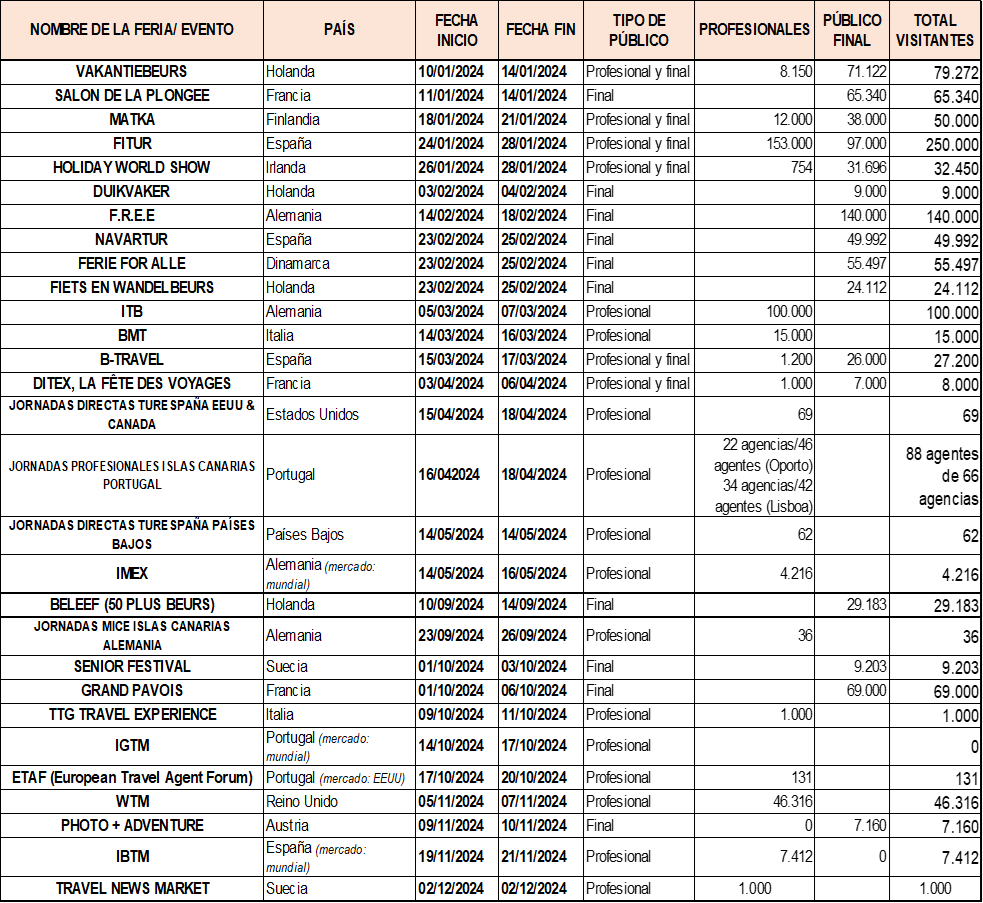 NOMBRE DE LA FERIA/ EVENTO PAÍS FECHA INICIO FECHA FIN TIPO DE PÚBLICO PROFESIONALES PÚBLICO FINAL TOTAL VISITANTES
VAKANTIEBEURS Holanda 10/01/2024 14/01/2024 Profesional y final 8.150 71.122 79.272
SALON DE LA PLONGEE Francia 11/01/2024 14/01/2024 Final 65.340 65.340
MATKA Finlandia 18/01/2024 21/01/2024 Profesional y final 12.000 38.000 50.000
FITUR España 24/01/2024 28/01/2024 Profesional y final 153.000 97.000 250.000
HOLIDAY WORLD SHOW Irlanda 26/01/2024 28/01/2024 Profesional y final 754 31.696 32.450
DUIKVAKER Holanda 03/02/2024 04/02/2024 Final 9.000 9.000
F.R.E.E Alemania 14/02/2024 18/02/2024 Final 140.000 140.000
NAVARTUR España 23/02/2024 25/02/2024 Final 49.992 49.992
FERIE FOR ALLE Dinamarca 23/02/2024 25/02/2024 Final 55.497 55.497
FIETS EN WANDELBEURS Holanda 23/02/2024 25/02/2024 Final 24.112 24.112
ITB Alemania 05/03/2024 07/03/2024 Profesional 100.000 100.000
BMT Italia 14/03/2024 16/03/2024 Profesional 15.000 15.000
B-TRAVEL España 15/03/2024 17/03/2024 Profesional y final 1.200 26.000 27.200
DITEX, LA FÊTE DES VOYAGES Francia 03/04/2024 06/04/2024 Profesional y final 1.000 7.000 8.000
JORNADAS DIRECTAS TURESPAÑA EEUU & CANADA Estados Unidos 15/04/2024 18/04/2024 Profesional 69 69
JORNADAS PROFESIONALES ISLAS CANARIAS PORTUGAL Portugal 16/042024 18/04/2024 Profesional 22 agencias/46 agentes (Oporto) 34 agencias/42 agentes (Lisboa) 88 agentes de 66 agencias
JORNADAS DIRECTAS TURESPAÑA PAÍSES BAJOS Países Bajos 14/05/2024 14/05/2024 Profesional 62 62
IMEX Alemania (mercado: mundial) 14/05/2024 16/05/2024 Profesional 4.216 4.216
BELEEF (50 PLUS BEURS) Holanda 10/09/2024 14/09/2024 Final 29.183 29.183
JORNADAS MICE ISLAS CANARIAS ALEMANIA Alemania 23/09/2024 26/09/2024 Profesional 36 36
SENIOR FESTIVAL Suecia 01/10/2024 03/10/2024 Final 9.203 9.203
GRAND PAVOIS Francia 01/10/2024 06/10/2024 Final 69.000 69.000
TTG TRAVEL EXPERIENCE Italia 09/10/2024 11/10/2024 Profesional 1.000 1.000
IGTM Portugal (mercado: mundial) 14/10/2024 17/10/2024 Profesional 0
ETAF (European Travel Agent Forum) Portugal (mercado: EEUU) 17/10/2024 20/10/2024 Profesional 131 131
WTM Reino Unido 05/11/2024 07/11/2024 Profesional 46.316 46.316
PHOTO + ADVENTURE Austria 09/11/2024 10/11/2024 Final 0 7.160 7.160
IBTM España (mercado: mundial) 19/11/2024 21/11/2024 Profesional 7.412 0 7.412
TRAVEL NEWS MARKET Suecia 02/12/2024 02/12/2024 Profesional 1.000 1.000